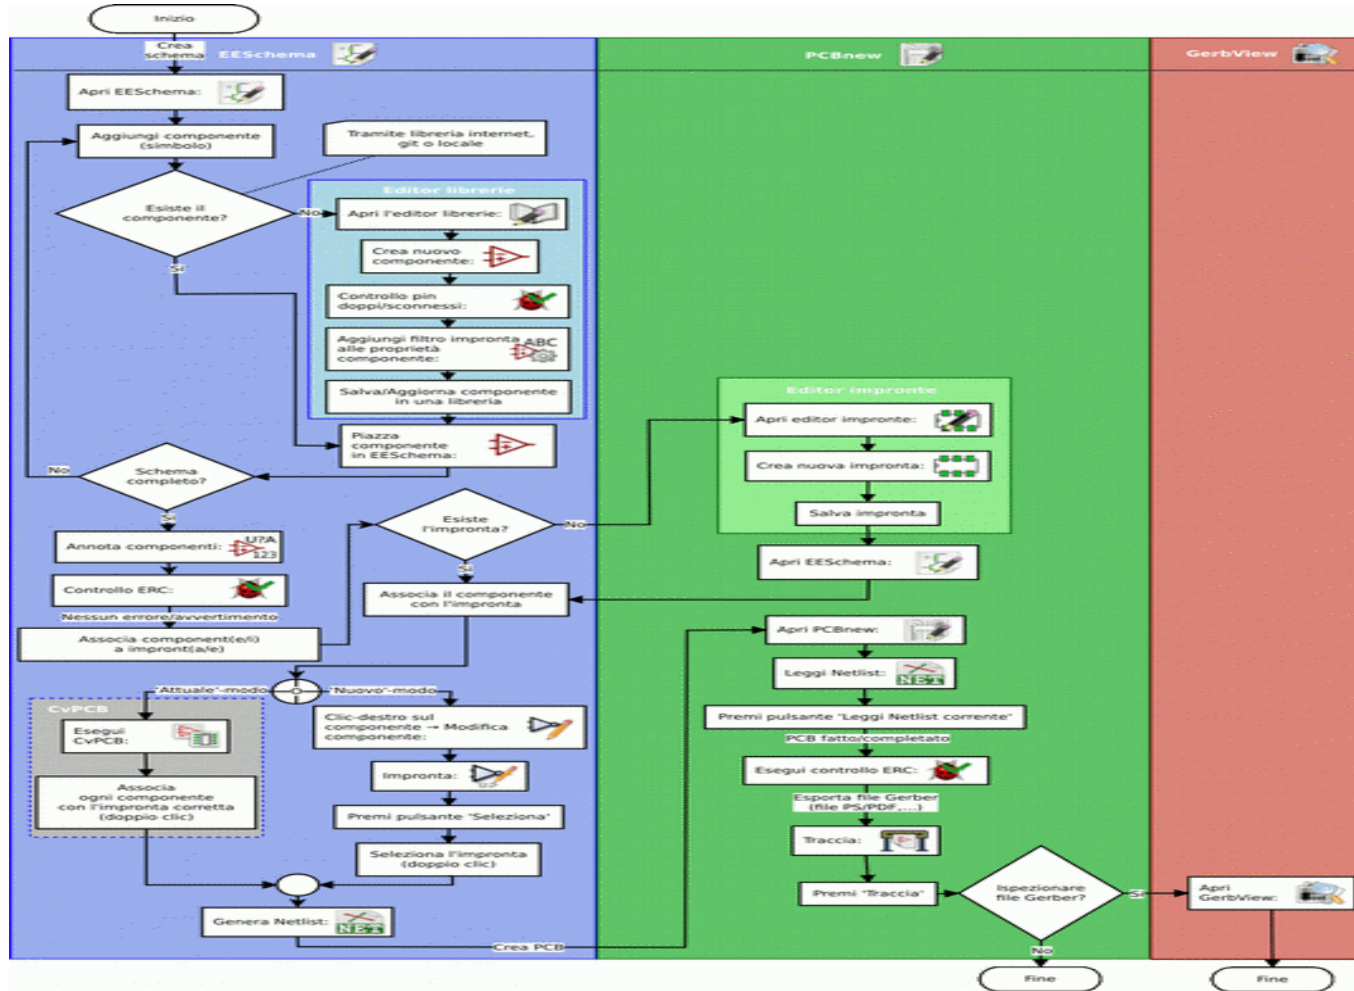 Inizio
Crea
schema
EESchema
PCBnew
GerbView
Apri EESchema:
Aggiungi componente
(simbolo)
Tramite libreria internet,
git o locale
Esiste il
componente?
No
Si
Editor librerie
Apri l'editor librerie:
Crea nuovo
componente:
Controllo pin
doppi/sconnessi:
Aggiungi filtro impronta
alle proprietà
componente:
ABC
Salva/Aggiorna componente
in una libreria
Piazza
componente
in EESchema:
Schema
completo?
No
Si
Annota componenti:
U?A
123
Controllo ERC:
Nessun errore/avvertimento
Associa component(e/i)
a impront(a/e)
Esiste
l'impronta?
No
Si
Associa il componente
con l'impronta
Editor impronte
Apri editor impronte:
Crea nuova impronta:
Salva impronta
Apri EESchema:
"Attuale"-modo
"Nuovo"-modo
CvPCB
Esegui
CvPCB:
Associa
ogni componente
con l'impronta corretta
(doppio clic)
Clic-destro sul
componente → Modifica
componente:
Impronta:
Premi pulsante "Seleziona"
Seleziona l'impronta
(doppio clic)
Genera Netlist:
NET
Crea PCB
Apri PCBnew:
Leggi Netlist:
NET
Premi pulsante "Leggi Netlist corrente"
PCB fatto/completato
Esegui controllo ERC:
Esporta file Gerber
(file PS/PDF,...)
Traccia:
Premi "Traccia"
Ispezionare
file Gerber?
Si
No
Apri
GerbView:
Fine
Fine